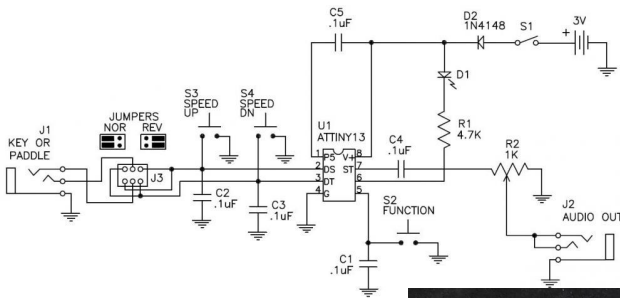 C5
.1uF
D2
1N4148
S1
3V
+
D1
S3
SPEED
UP
S4
SPEED
DN
U1
ATTINY13
J1
KEY OR
PADDLE
JUMPERS
NOR REV
J3
R1
4.7K
C4
.1uF
R2
1K
1 P5 V+ 8
2 DS ST 7
3 DT 6
4 G 5
C2
.1uF
C3
.1uF
S2
FUNCTION
J2
AUDIO OUT
C1
.1uF